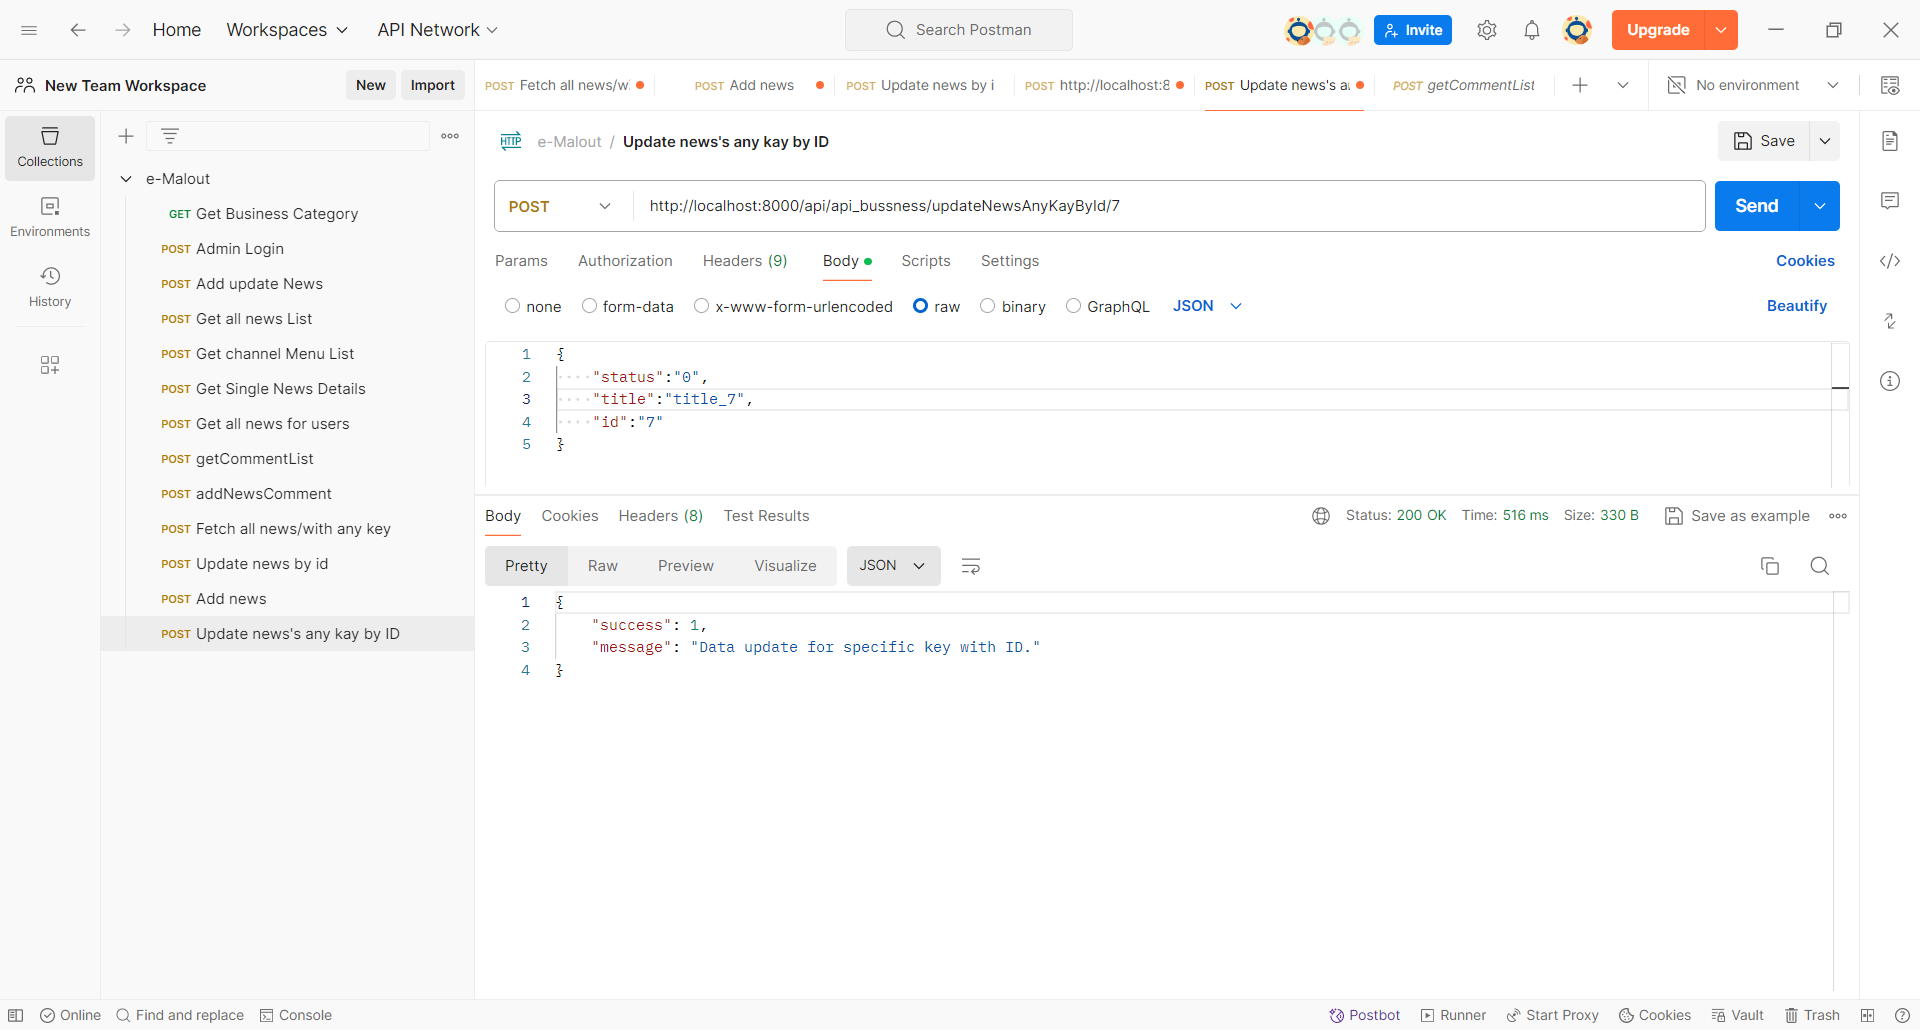 Home Workspaces API Network Search Postman Invite Upgrade
New Team Workspace New Import
POST Fetch all news/w POST Add news POST Update news by i POST http://localhost:8 POST Update news's a POST getCommentList No environment
Collections
Environments
History
e-Malout
GET Get Business Category
POST Admin Login
POST Add update News
POST Get all news List
POST Get channel Menu List
POST Get Single News Details
POST Get all news for users
POST getCommentList
POST addNewsComment
POST Fetch all news/with any key
POST Update news by id
POST Add news
POST Update news's any kay by ID
HTTP e-Malout / Update news's any kay by ID Save
POST http://localhost:8000/api/api_bussness/updateNewsAnyKayById/7 Send
Params Authorization Headers (9) Body Scripts Settings Cookies
none form-data x-www-form-urlencoded raw binary GraphQL JSON Beautify
1 {
2 "status":"0",
3 "title":"title_7",
4 "id":"7"
5 }
Body Cookies Headers (8) Test Results Status: 200 OK Time: 516 ms Size: 330 B Save as example
Pretty Raw Preview Visualize JSON
1 {
2 "success": 1,
3 "message": "Data update for specific key with ID."
4 }
Online Find and replace Console Postbot Runner Start Proxy Cookies Vault Trash